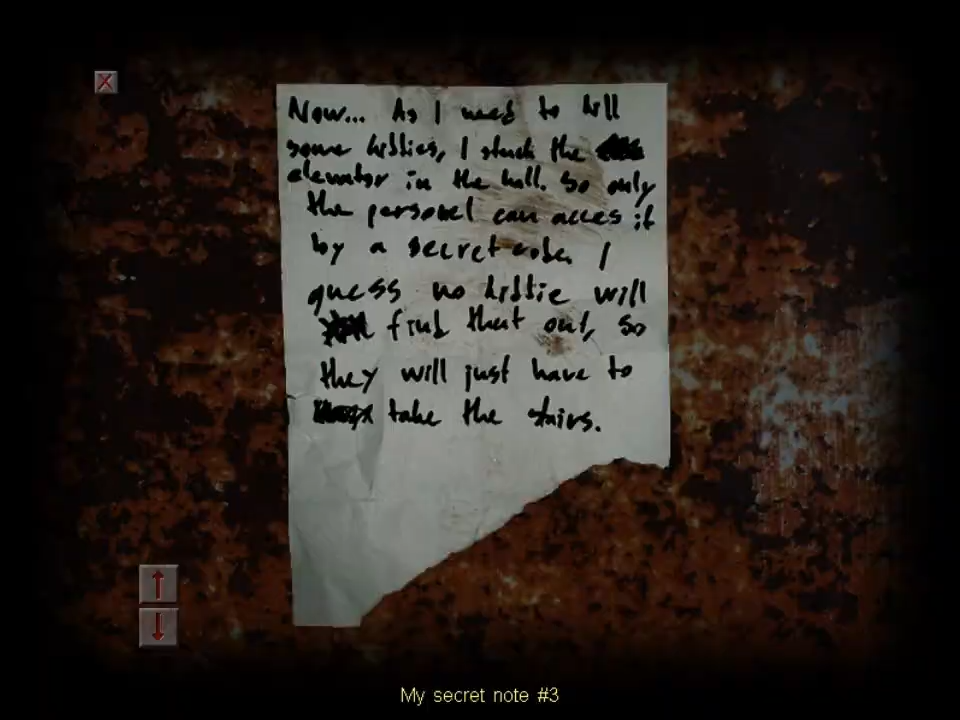 Now... As I need to kill
some kiddies, I stuck the
elevator in the hall. So only
the personel can acces it
by a secret code. I
guess no kiddie will
find that out, so
they will just have to
take the stairs.
My secret note #3